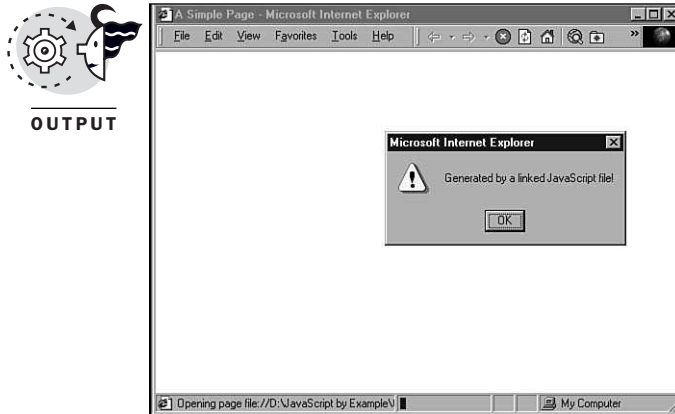 A Simple Page - Microsoft Internet Explorer
File Edit View Favorites Tools Help »
OUTPUT
Microsoft Internet Explorer
Generated by a linked JavaScript file!
OK
Opening page file://D:\JavaScript by Example\
My Computer